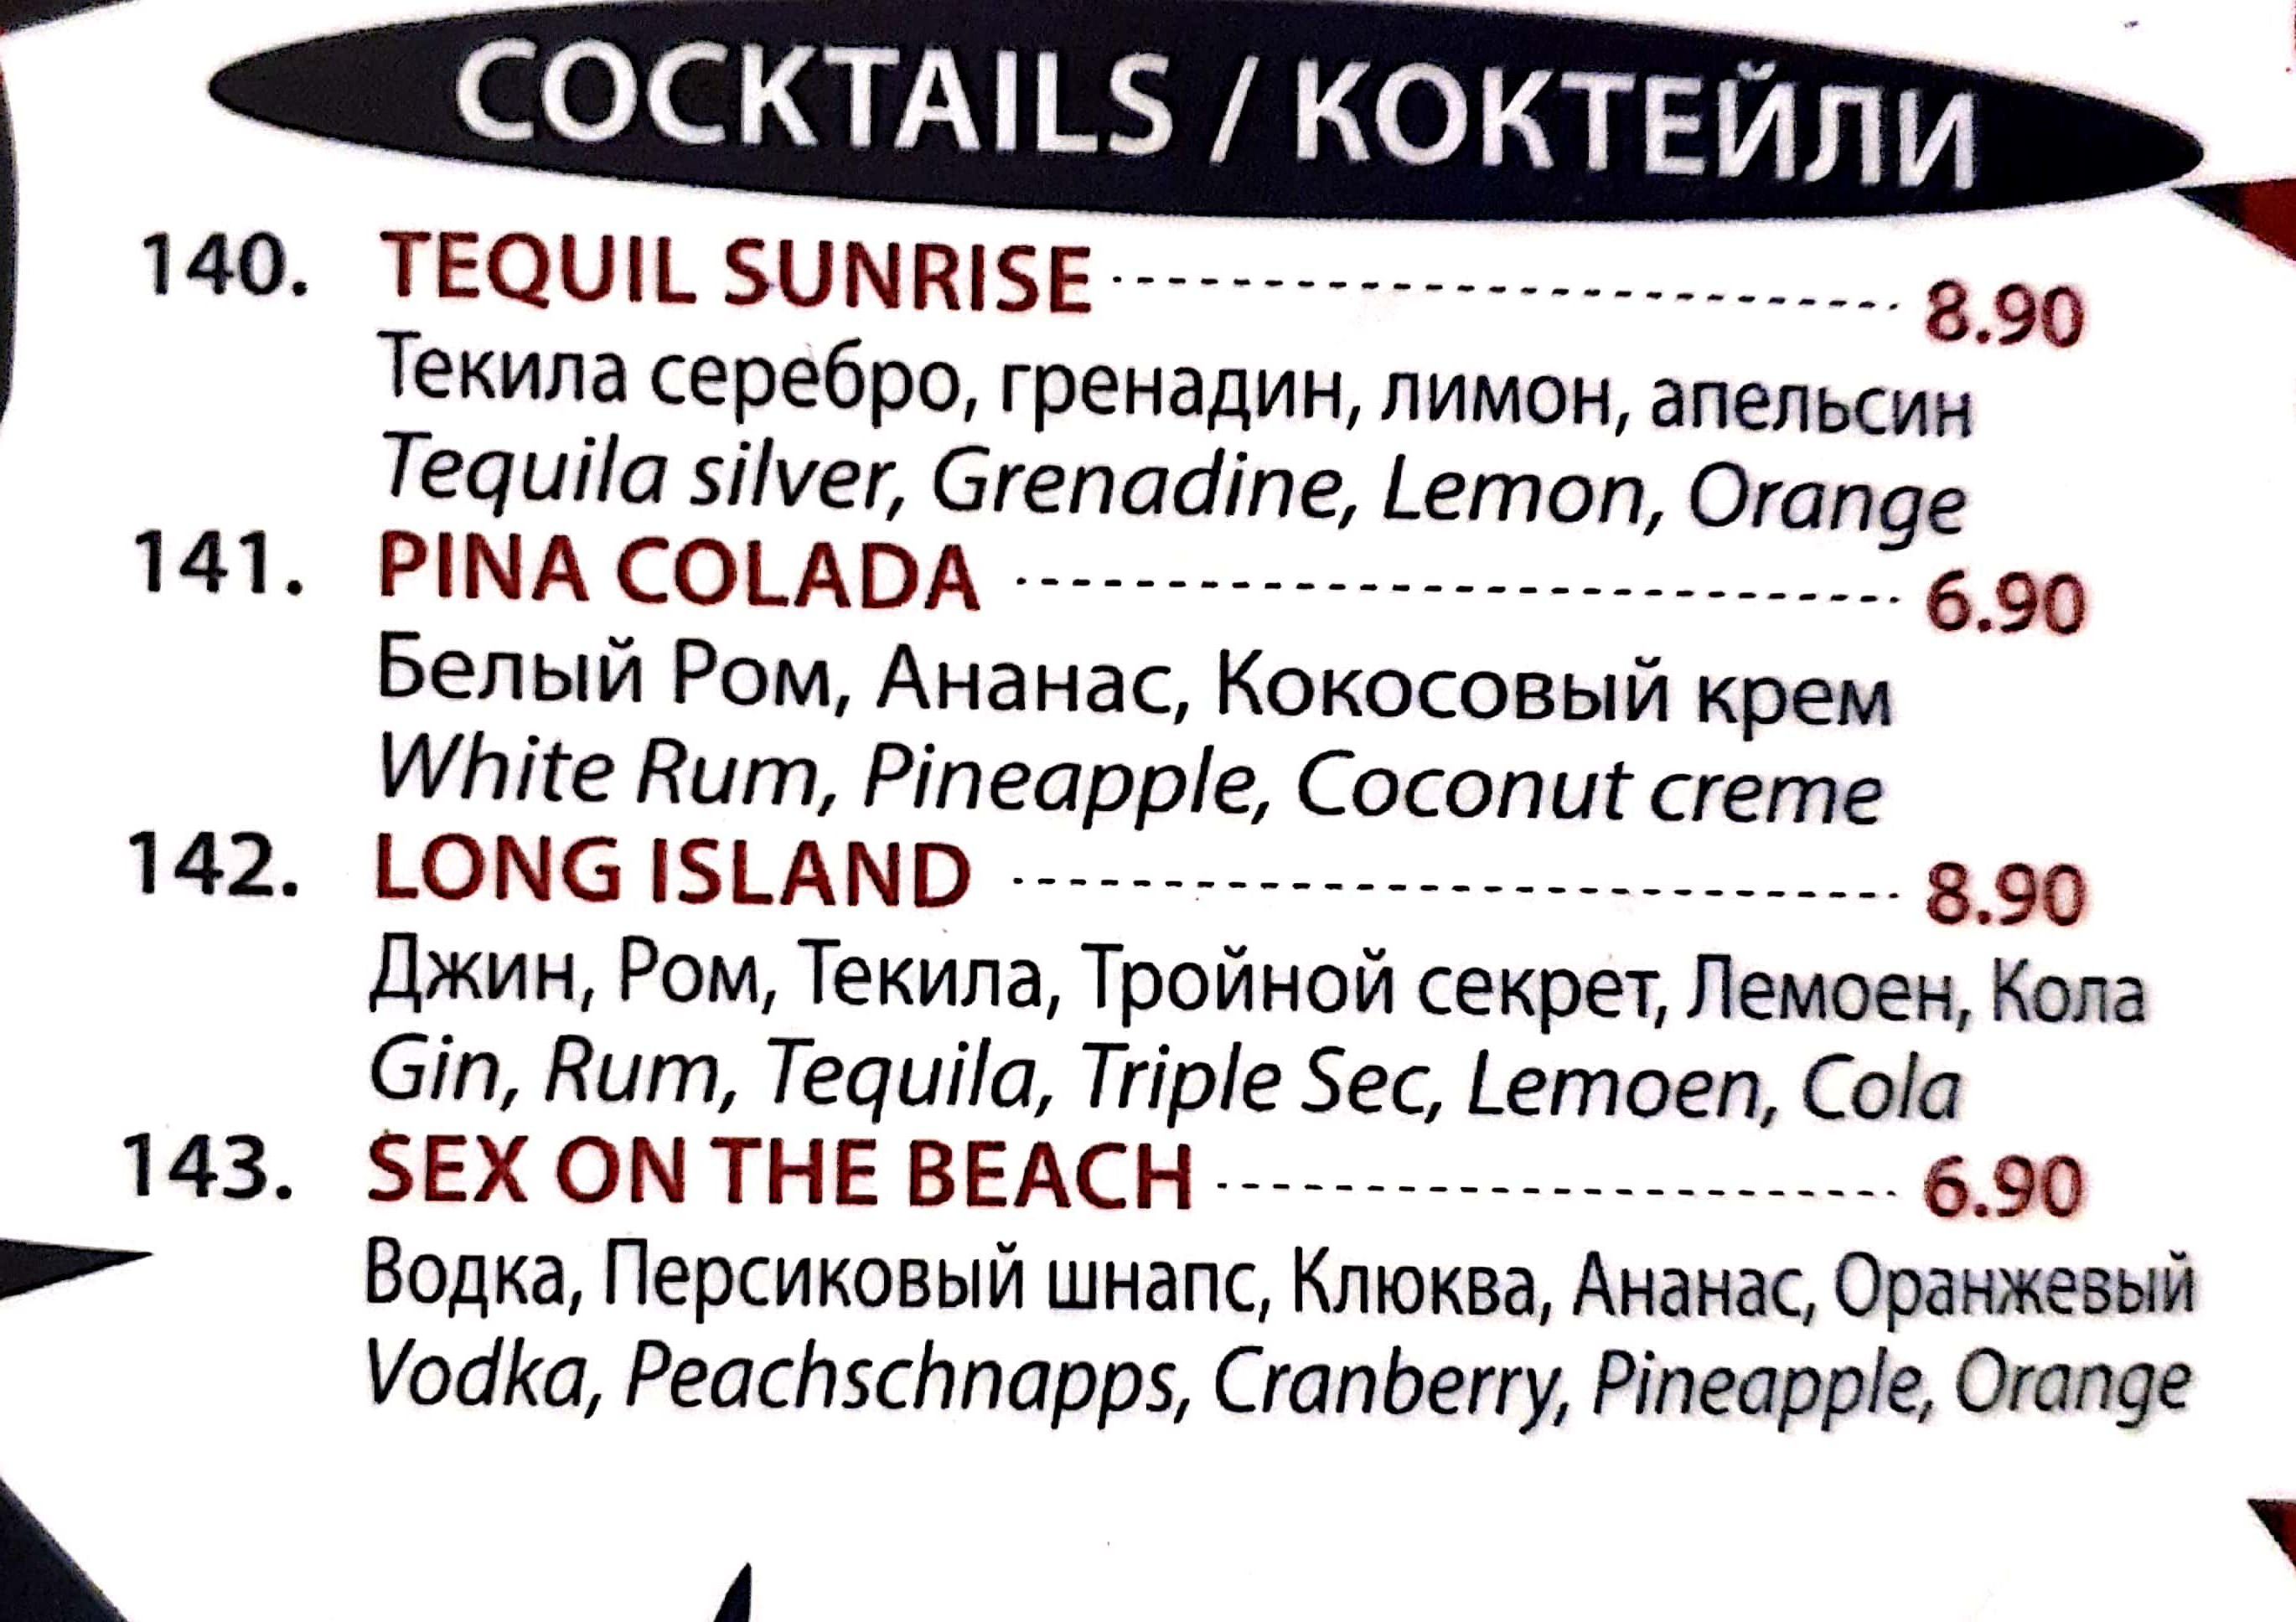 COCKTAILS / КОКТЕЙЛИ
140. TEQUIL SUNRISE 8.90
Текила серебро, гренадин, лимон, апельсин
Tequila silver, Grenadine, Lemon, Orange
141. PINA COLADA 6.90
Белый Ром, Ананас, Кокосовый крем
White Rum, Pineapple, Coconut creme
142. LONG ISLAND 8.90
Джин, Ром, Текила, Тройной секрет, Лемоен, Кола
Gin, Rum, Tequila, Triple Sec, Lemoen, Cola
143. SEX ON THE BEACH 6.90
Водка, Персиковый шнапс, Клюква, Ананас, Оранжевый
Vodka, Peachschnapps, Cranberry, Pineapple, Orange